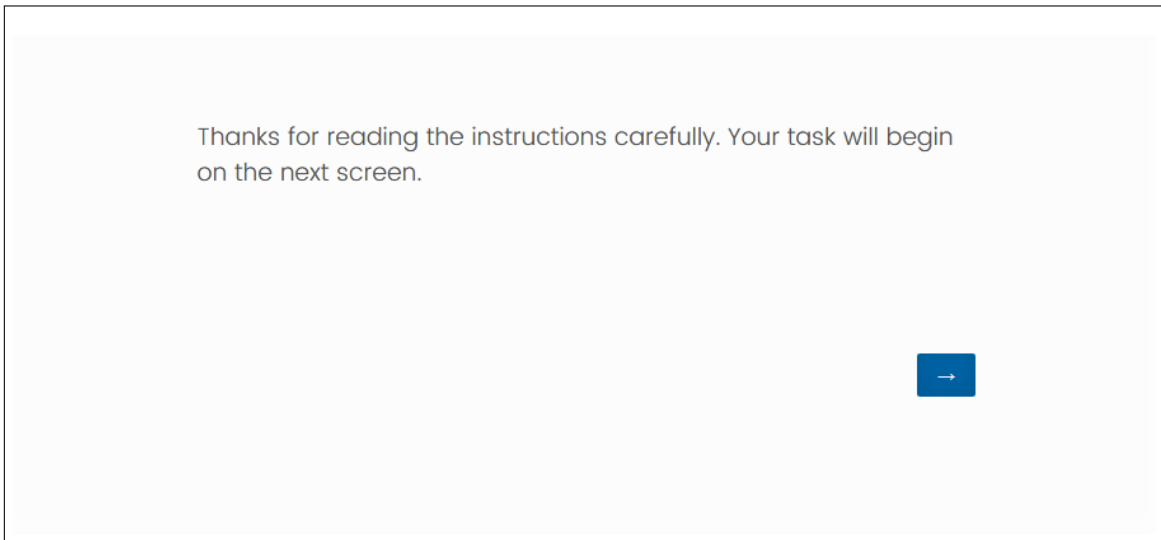 Thanks for reading the instructions carefully. Your task will begin
on the next screen.
→